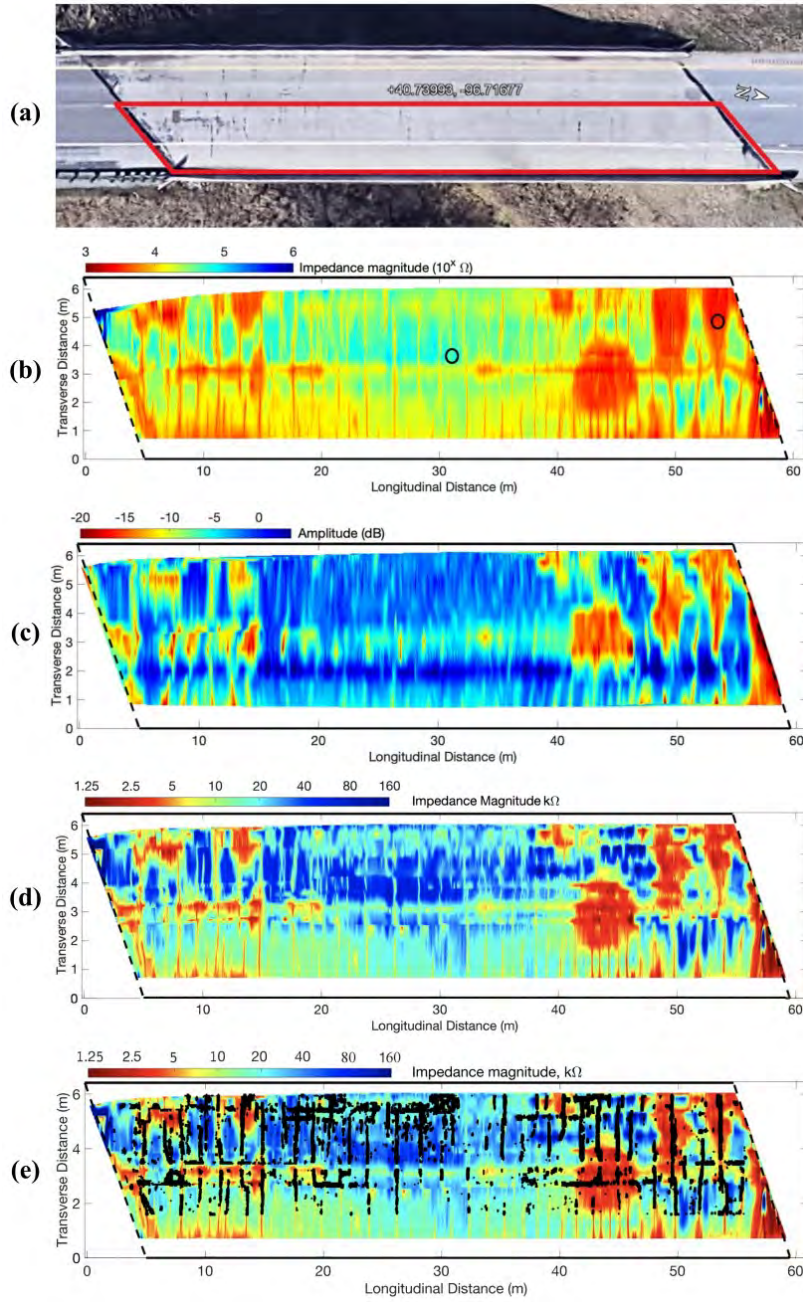 (a)
+40.73993, -96.71677
N
(b)
3 4 5 6
Impedance magnitude (10^x Ω)
Transverse Distance (m)
6
5
4
3
2
1
0
0 10 20 30 40 50 60
Longitudinal Distance (m)
(c)
-20 -15 -10 -5 0
Amplitude (dB)
Transverse Distance (m)
6
5
4
3
2
1
0
0 10 20 30 40 50 60
Longitudinal Distance (m)
(d)
1.25 2.5 5 10 20 40 80 160
Impedance Magnitude kΩ
Transverse Distance (m)
6
5
4
3
2
1
0
0 10 20 30 40 50 60
Longitudinal Distance (m)
(e)
1.25 2.5 5 10 20 40 80 160
Impedance magnitude, kΩ
Transverse Distance (m)
6
4
2
0
0 10 20 30 40 50 60
Longitudinal Distance (m)